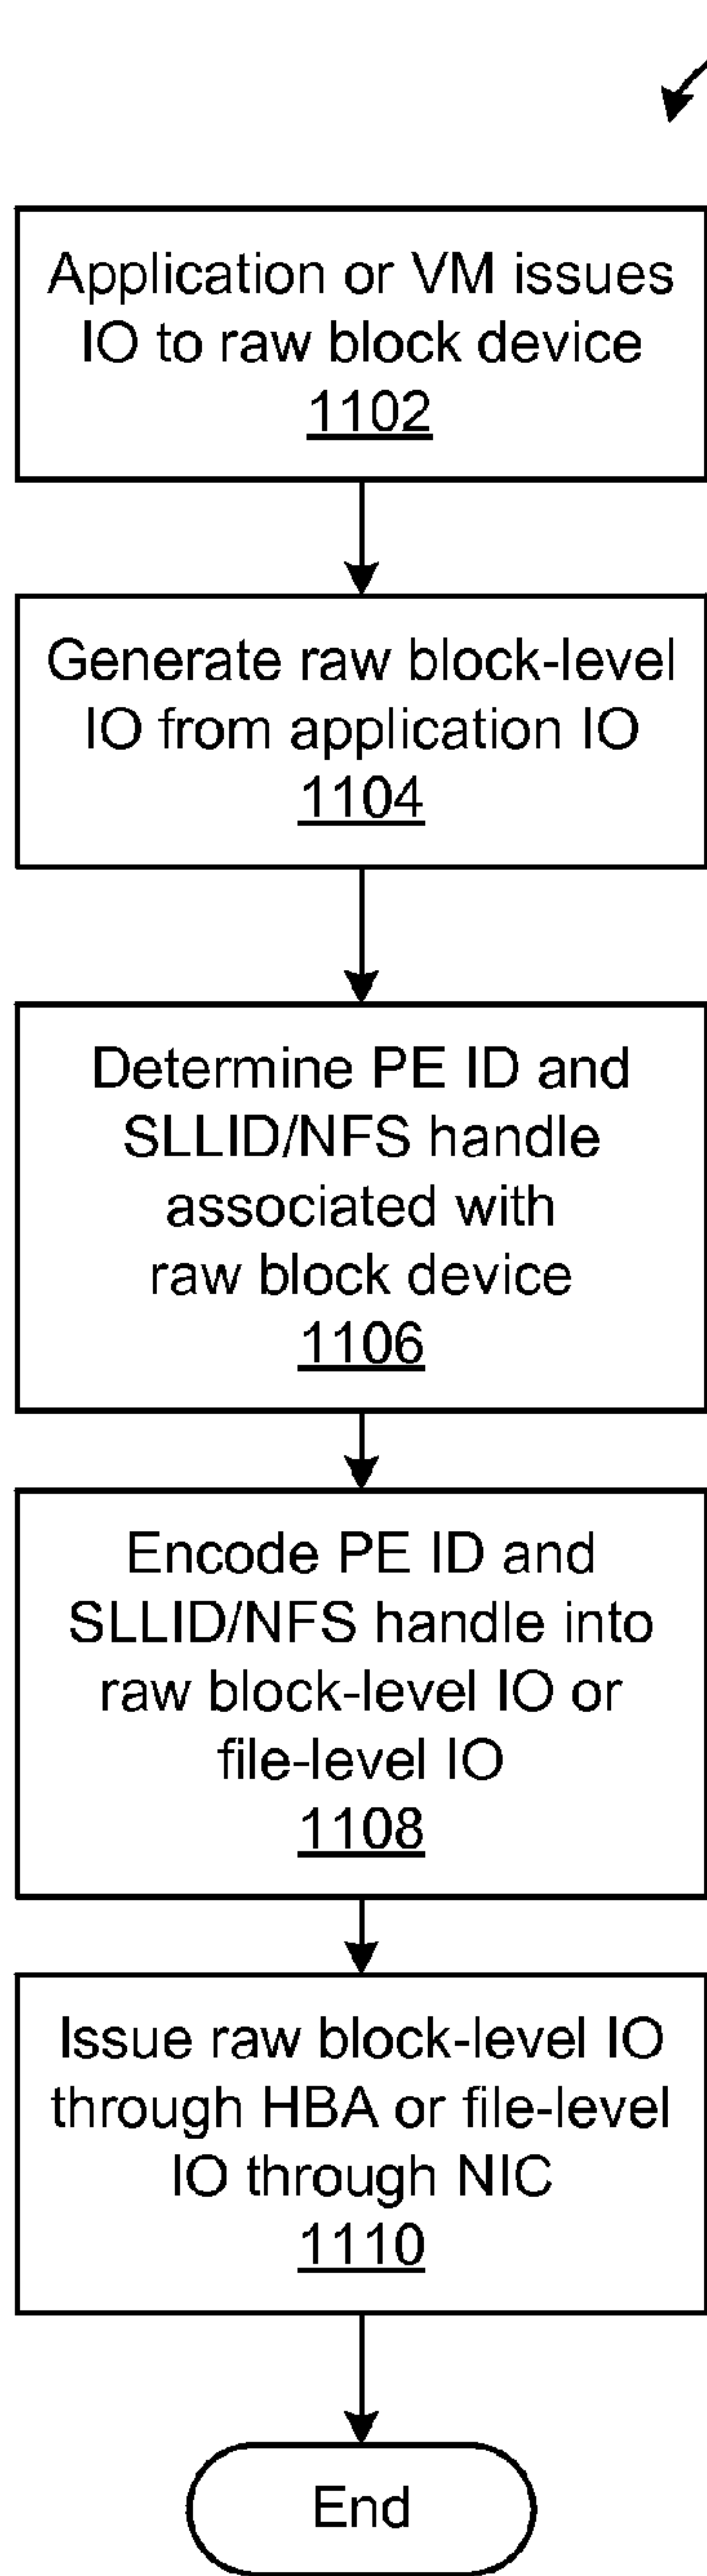 Application or VM issues
IO to raw block device
1102
Generate raw block-level
IO from application IO
1104
Determine PE ID and
SLLID/NFS handle
associated with
raw block device
1106
Encode PE ID and
SLLID/NFS handle into
raw block-level IO or
file-level IO
1108
Issue raw block-level IO
through HBA or file-level
IO through NIC
1110
End